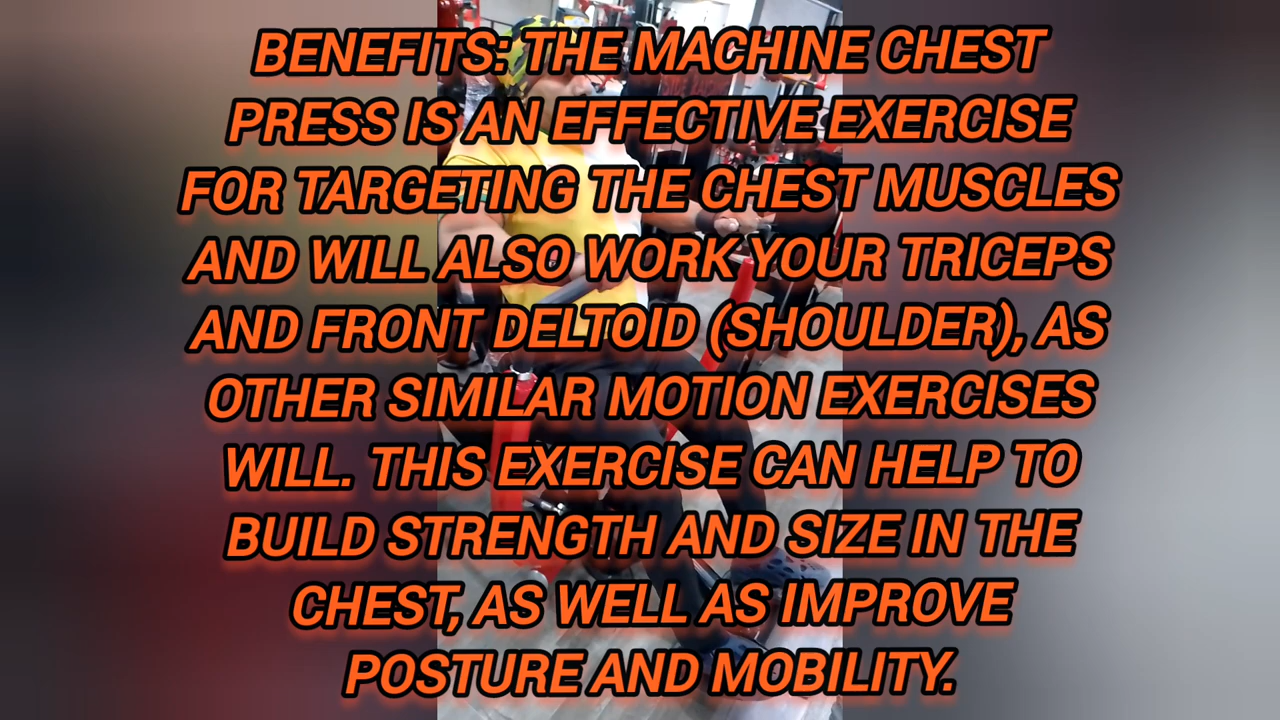 BENEFITS: THE MACHINE CHEST
PRESS IS AN EFFECTIVE EXERCISE
FOR TARGETING THE CHEST MUSCLES
AND WILL ALSO WORK YOUR TRICEPS
AND FRONT DELTOID (SHOULDER), AS
OTHER SIMILAR MOTION EXERCISES
WILL. THIS EXERCISE CAN HELP TO
BUILD STRENGTH AND SIZE IN THE
CHEST, AS WELL AS IMPROVE
POSTURE AND MOBILITY.